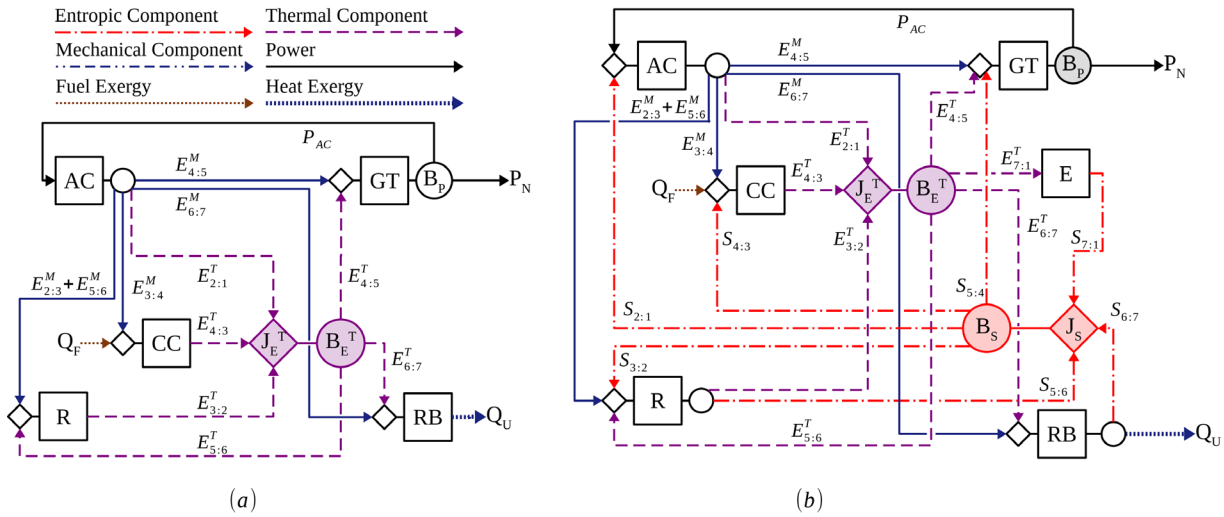 Entropic Component Thermal Component
Mechanical Component Power
Fuel Exergy Heat Exergy
P_AC
AC
E^M_4:5
GT
B_P
P_N
E^M_6:7
E^M_2:3 + E^M_5:6
E^M_3:4
E^T_2:1
E^T_4:5
Q_F
CC
E^T_4:3
J_E^T
B_E^T
E^T_6:7
R
E^T_3:2
RB
Q_U
E^T_5:6
(a)
P_AC
AC
E^M_4:5
GT
B_P
P_N
E^M_6:7
E^M_2:3 + E^M_5:6
E^T_4:5
E^M_3:4
E^T_2:1
E^T_7:1
E
Q_F
CC
E^T_4:3
J_E^T
B_E^T
E^T_6:7
S_4:3
E^T_3:2
S_7:1
S_5:4
S_2:1
B_S
J_S
S_6:7
S_3:2
R
S_5:6
E^T_5:6
RB
Q_U
(b)